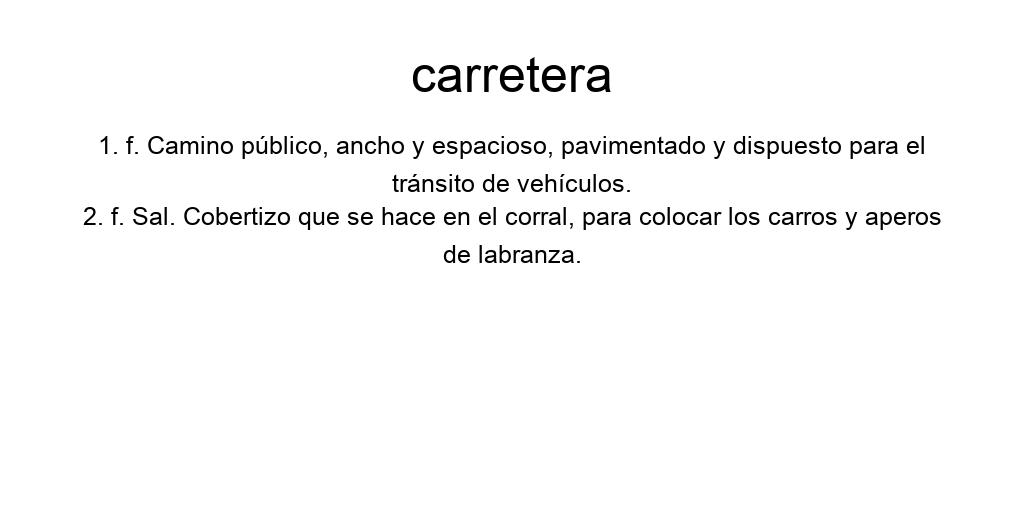 carretera
1. f. Camino público, ancho y espacioso, pavimentado y dispuesto para el
tránsito de vehículos.
2. f. Sal. Cobertizo que se hace en el corral, para colocar los carros y aperos
de labranza.